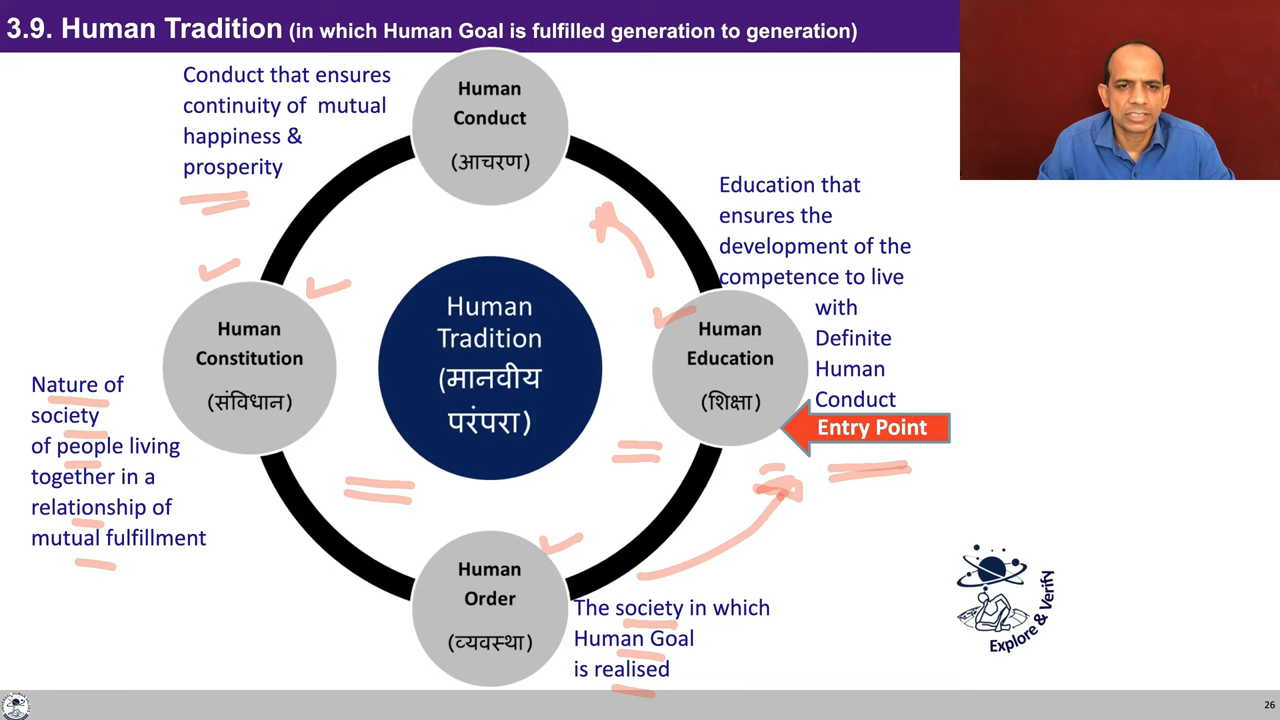 3.9. Human Tradition (in which Human Goal is fulfilled generation to generation)
Conduct that ensures
continuity of mutual
happiness &
prosperity
Human
Conduct
(आचरण)
Education that
ensures the
development of the
competence to live
with
Definite
Human
Conduct
Human
Education
(शिक्षा)
Entry Point
Human
Tradition
(मानवीय
परंपरा)
Human
Constitution
(संविधान)
Nature of
society
of people living
together in a
relationship of
mutual fulfillment
Human
Order
(व्यवस्था)
The society in which
Human Goal
is realised
Explore & Verify
26